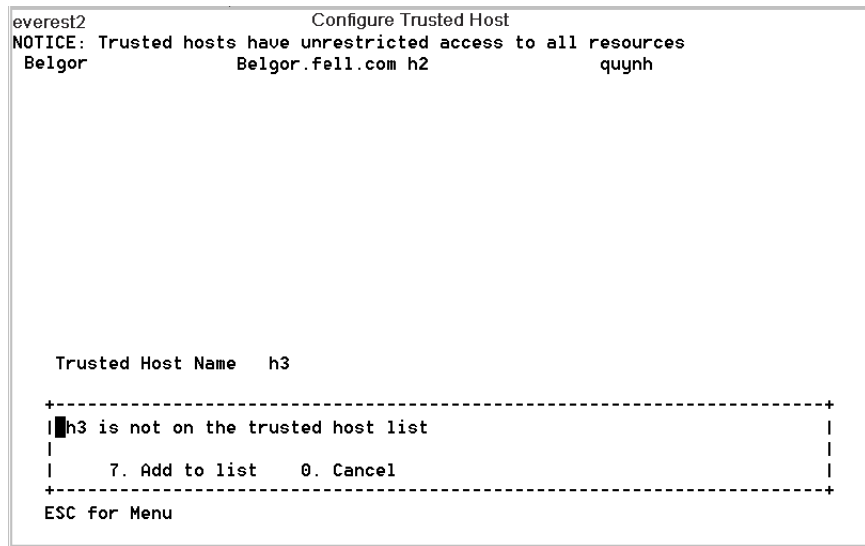 everest2 Configure Trusted Host
NOTICE: Trusted hosts have unrestricted access to all resources
Belgor Belgor.fell.com h2 quynh
Trusted Host Name h3
h3 is not on the trusted host list
7. Add to list 0. Cancel
ESC for Menu